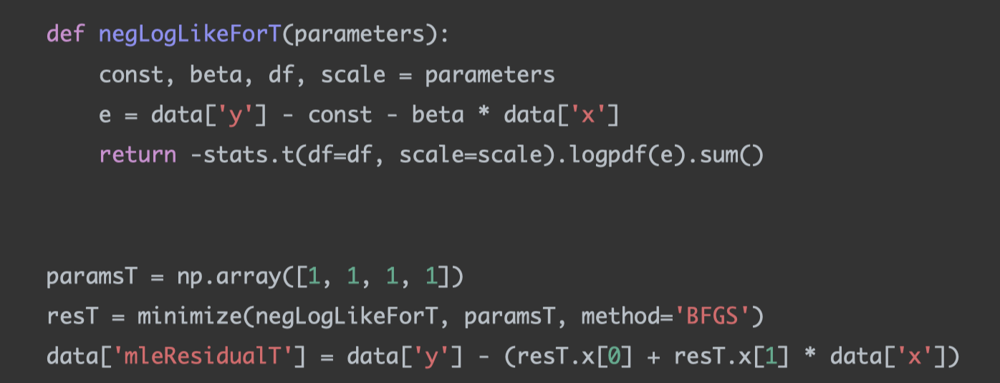 def negLogLikeForT(parameters):
    const, beta, df, scale = parameters
    e = data['y'] - const - beta * data['x']
    return -stats.t(df=df, scale=scale).logpdf(e).sum()
paramsT = np.array([1, 1, 1, 1])
resT = minimize(negLogLikeForT, paramsT, method='BFGS')
data['mleResidualT'] = data['y'] - (resT.x[0] + resT.x[1] * data['x'])